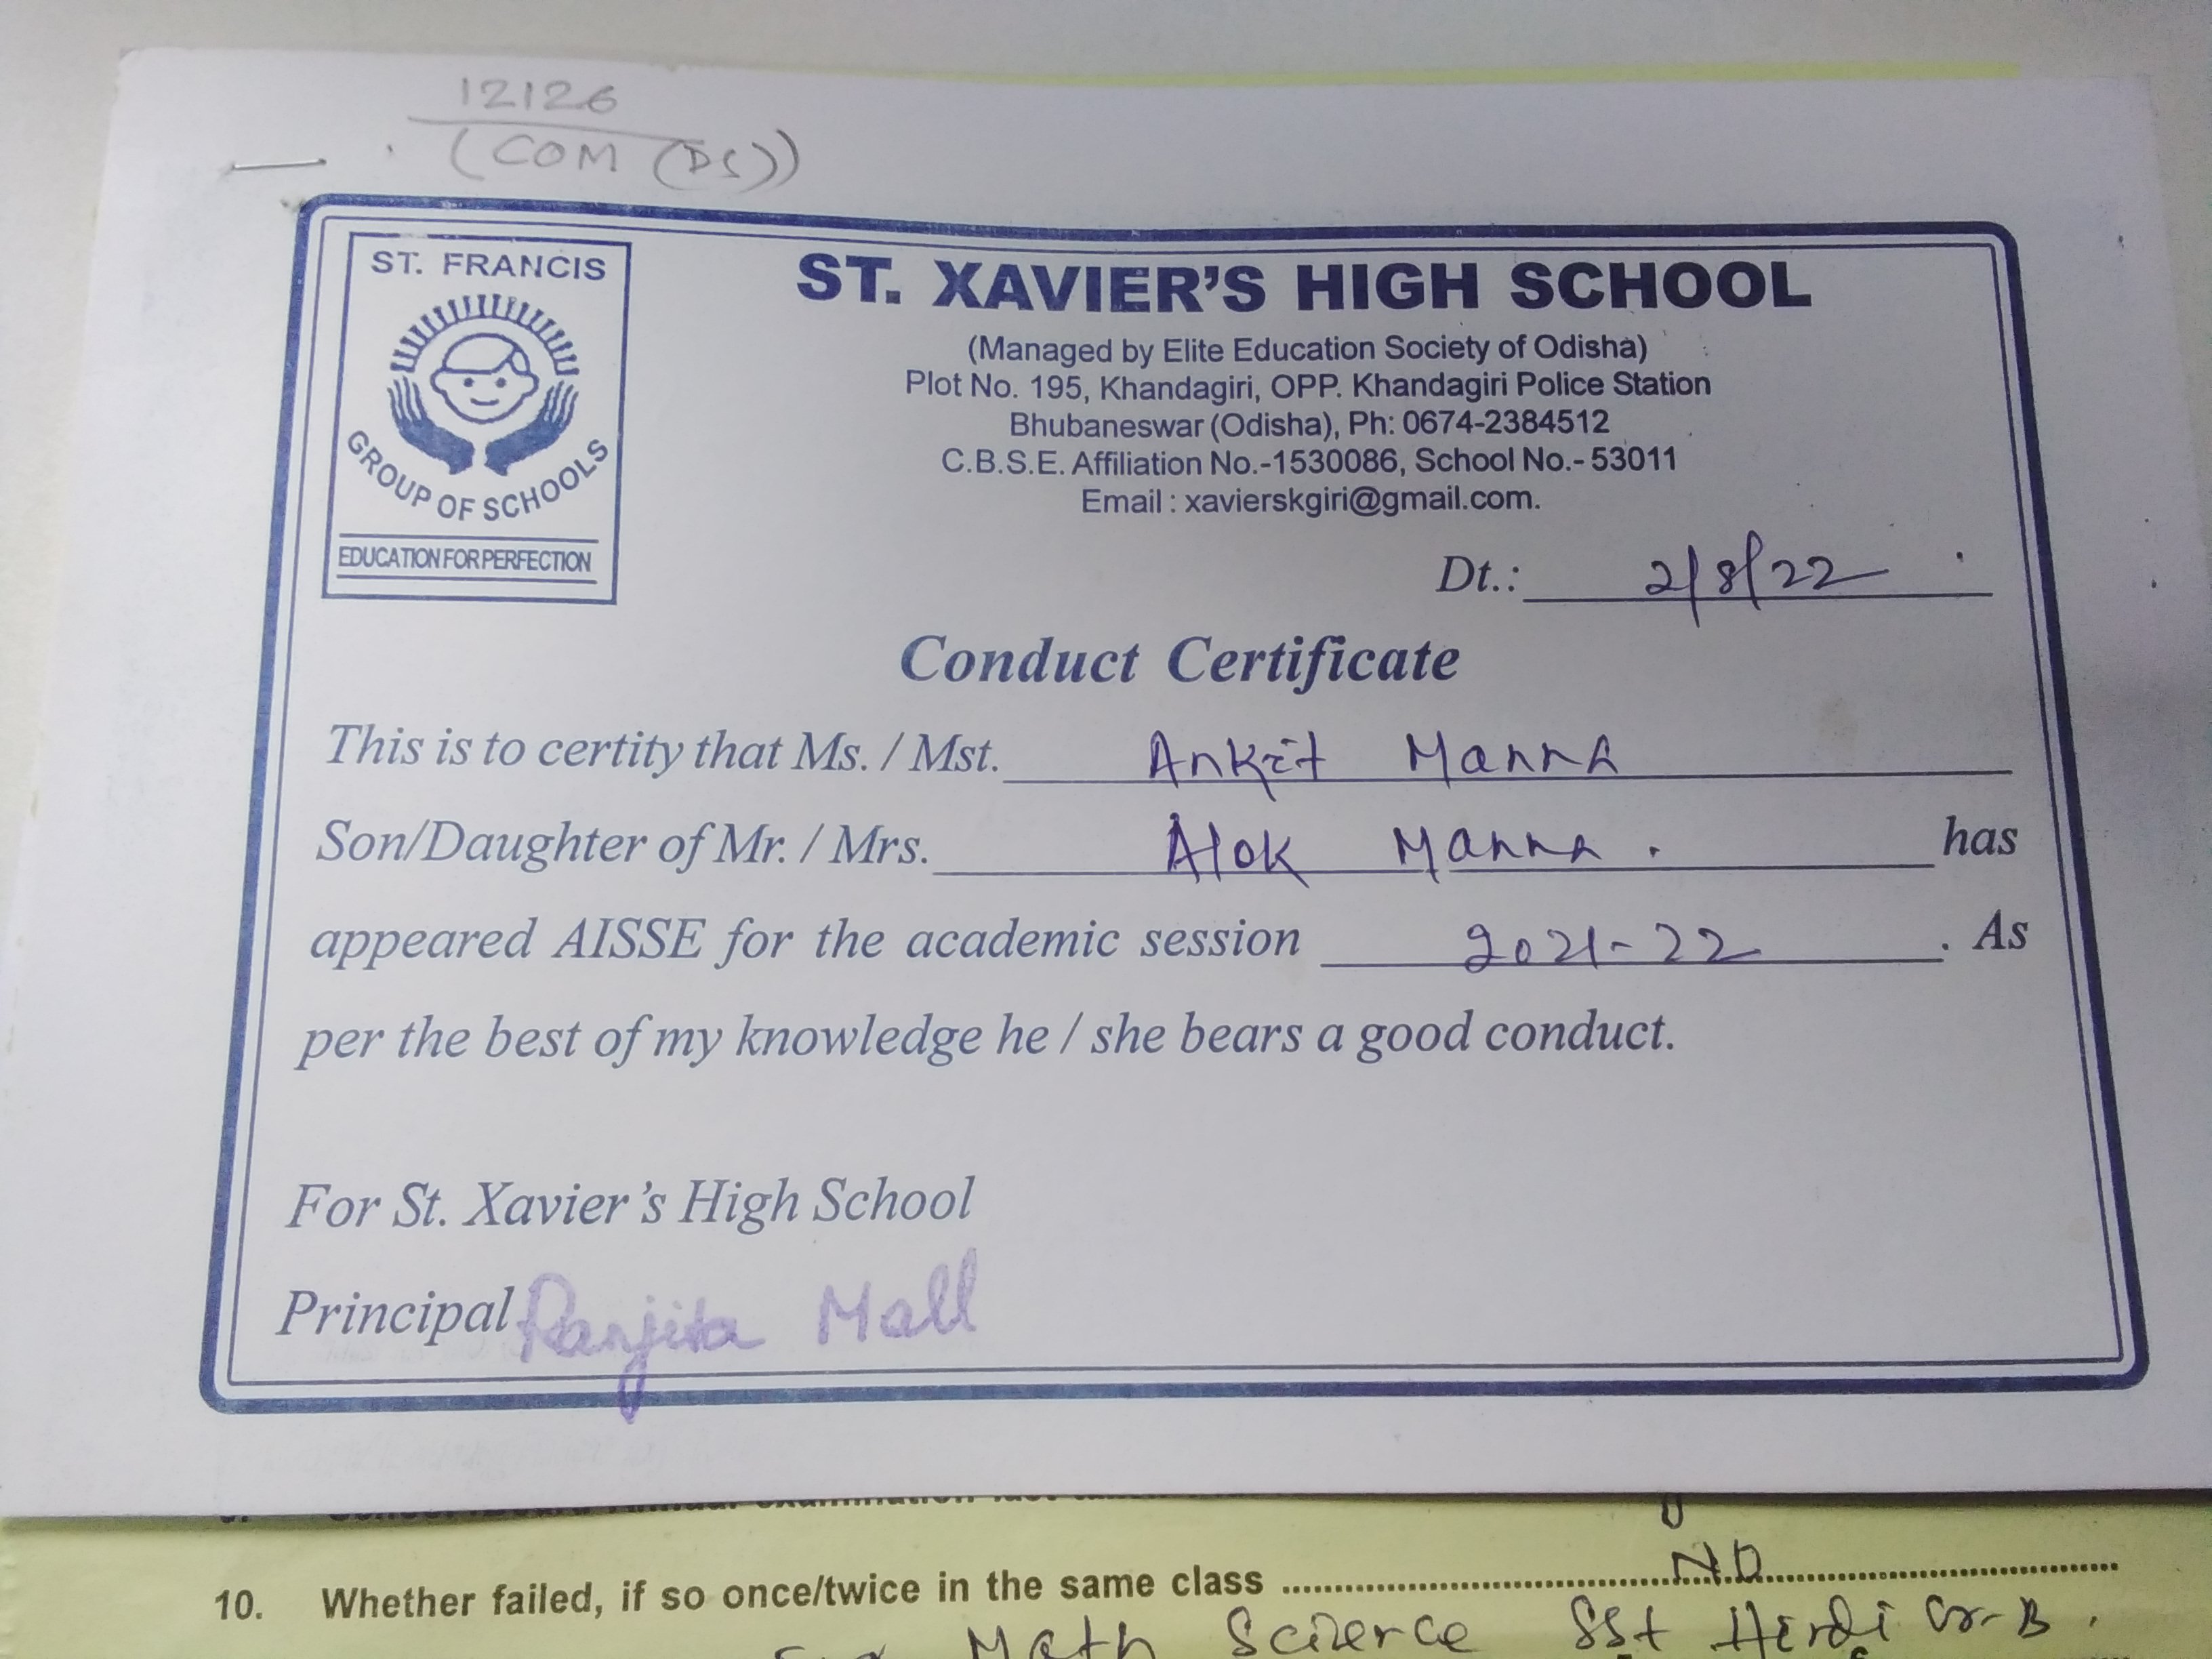 12126
(COM (DS))
ST. FRANCIS
GROUP OF SCHOOLS
EDUCATION FOR PERFECTION
ST. XAVIER'S HIGH SCHOOL
(Managed by Elite Education Society of Odisha)
Plot No. 195, Khandagiri, OPP. Khandagiri Police Station
Bhubaneswar (Odisha), Ph: 0674-2384512
C.B.S.E. Affiliation No.-1530086, School No.- 53011
Email : xavierskgiri@gmail.com.
Dt.: 2/8/22
Conduct Certificate
This is to certity that Ms. / Mst. Ankit Manna
Son/Daughter of Mr. / Mrs. Alok Manna. has
appeared AISSE for the academic session 2021-22. As
per the best of my knowledge he / she bears a good conduct.
For St. Xavier's High School
Principal Ranjita Mall
10. Whether failed, if so once/twice in the same class NO
Math Science SSt Hindi Gr-B.